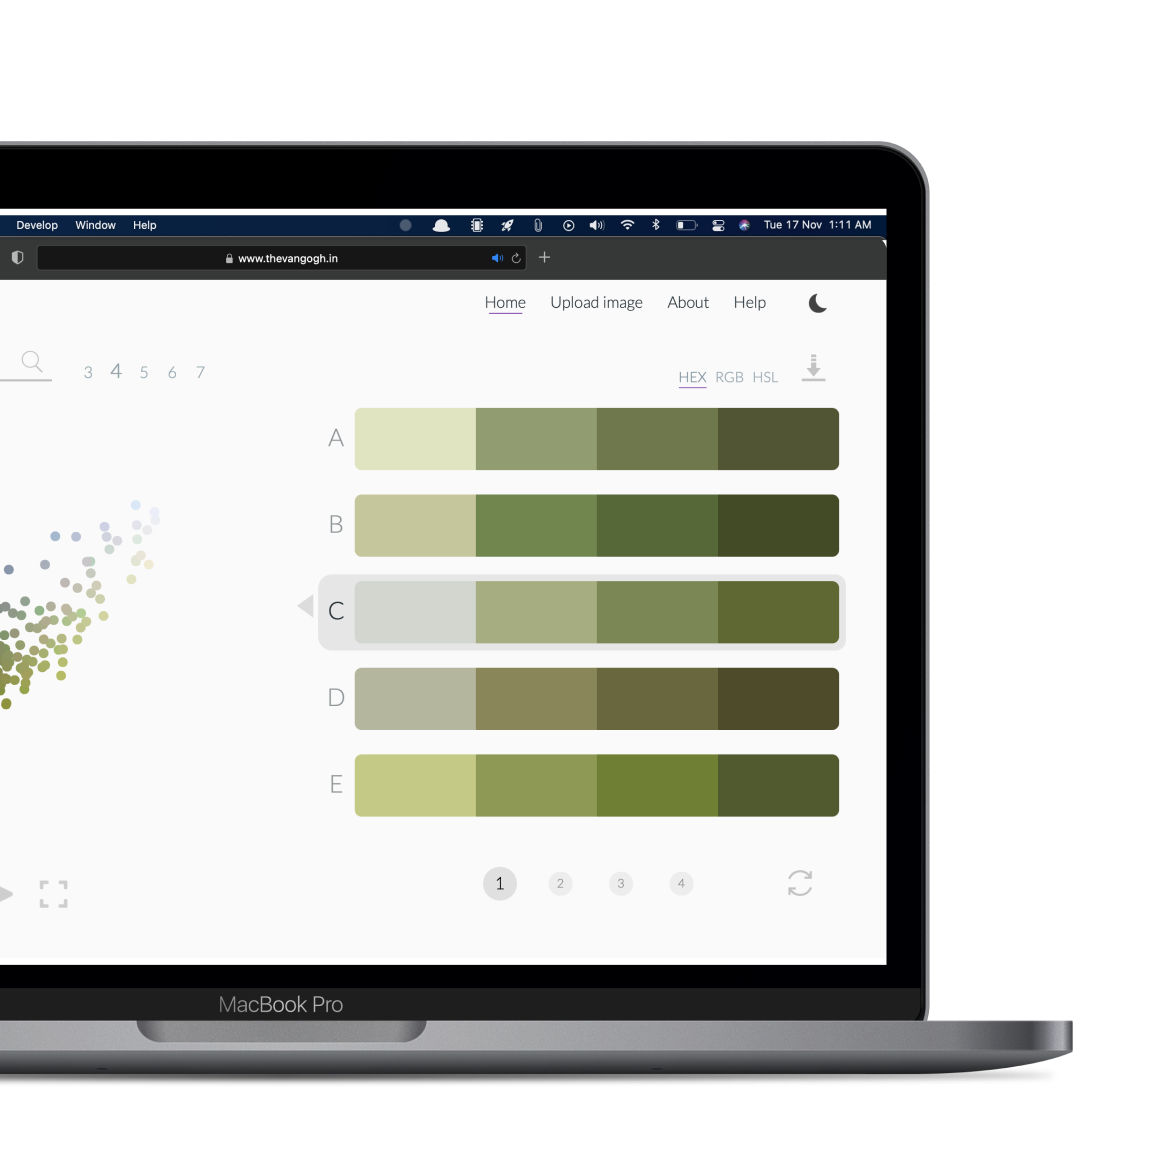 Develop Window Help Tue 17 Nov 1:11 AM
www.thevangogh.in
Home Upload image About Help
3 4 5 6 7
HEX RGB HSL
A
B
C
D
E
1 2 3 4
MacBook Pro